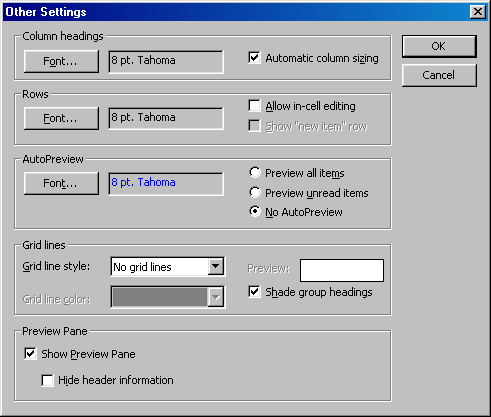 Other Settings
Column headings
OK
Font... 8 pt. Tahoma Automatic column sizing
Cancel
Rows
Allow in-cell editing
Font... 8 pt. Tahoma
Show "new item" row
AutoPreview
Preview all items
Font... 8 pt. Tahoma
Preview unread items
No AutoPreview
Grid lines
Grid line style: No grid lines Preview:
Grid line color: Shade group headings
Preview Pane
Show Preview Pane
Hide header information